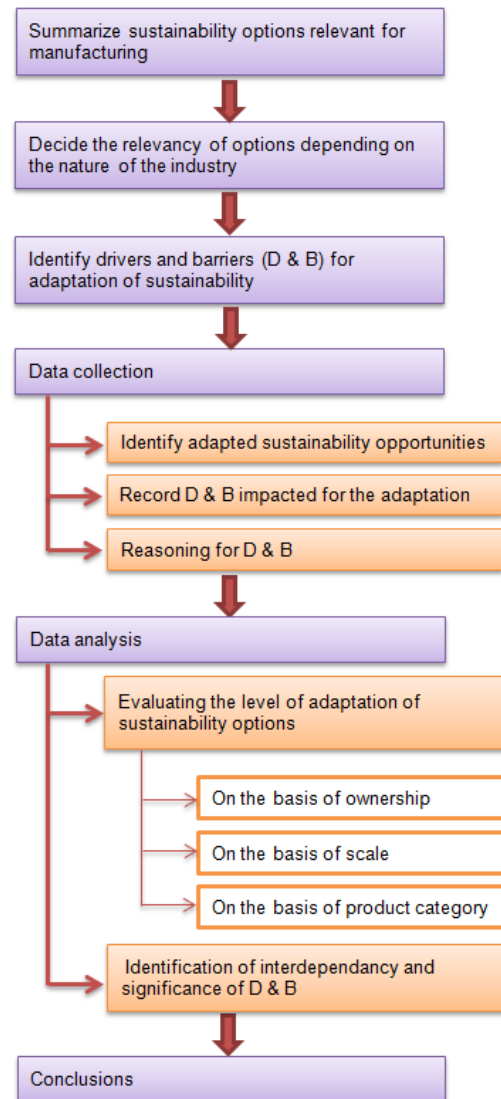 Summarize sustainability options relevant for
manufacturing
Decide the relevancy of options depending on
the nature of the industry
Identify drivers and barriers (D & B) for
adaptation of sustainability
Data collection
Identify adapted sustainability opportunities
Record D & B impacted for the adaptation
Reasoning for D & B
Data analysis
Evaluating the level of adaptation of
sustainability options
On the basis of ownership
On the basis of scale
On the basis of product category
Identification of interdependancy and
significance of D & B
Conclusions